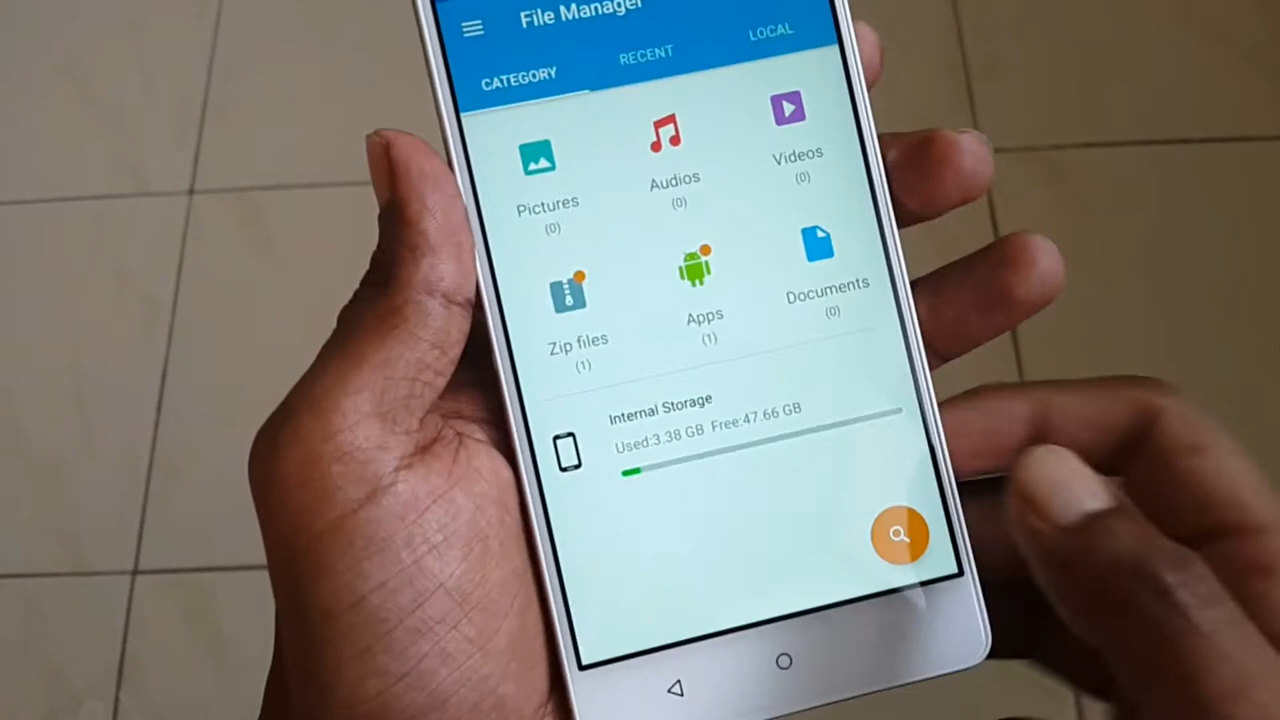 File Manager
CATEGORY
RECENT
LOCAL
Pictures
(0)
Audios
(0)
Videos
(0)
Zip files
(1)
Apps
(1)
Documents
(0)
Internal Storage
Used:3.38 GB Free:47.66 GB